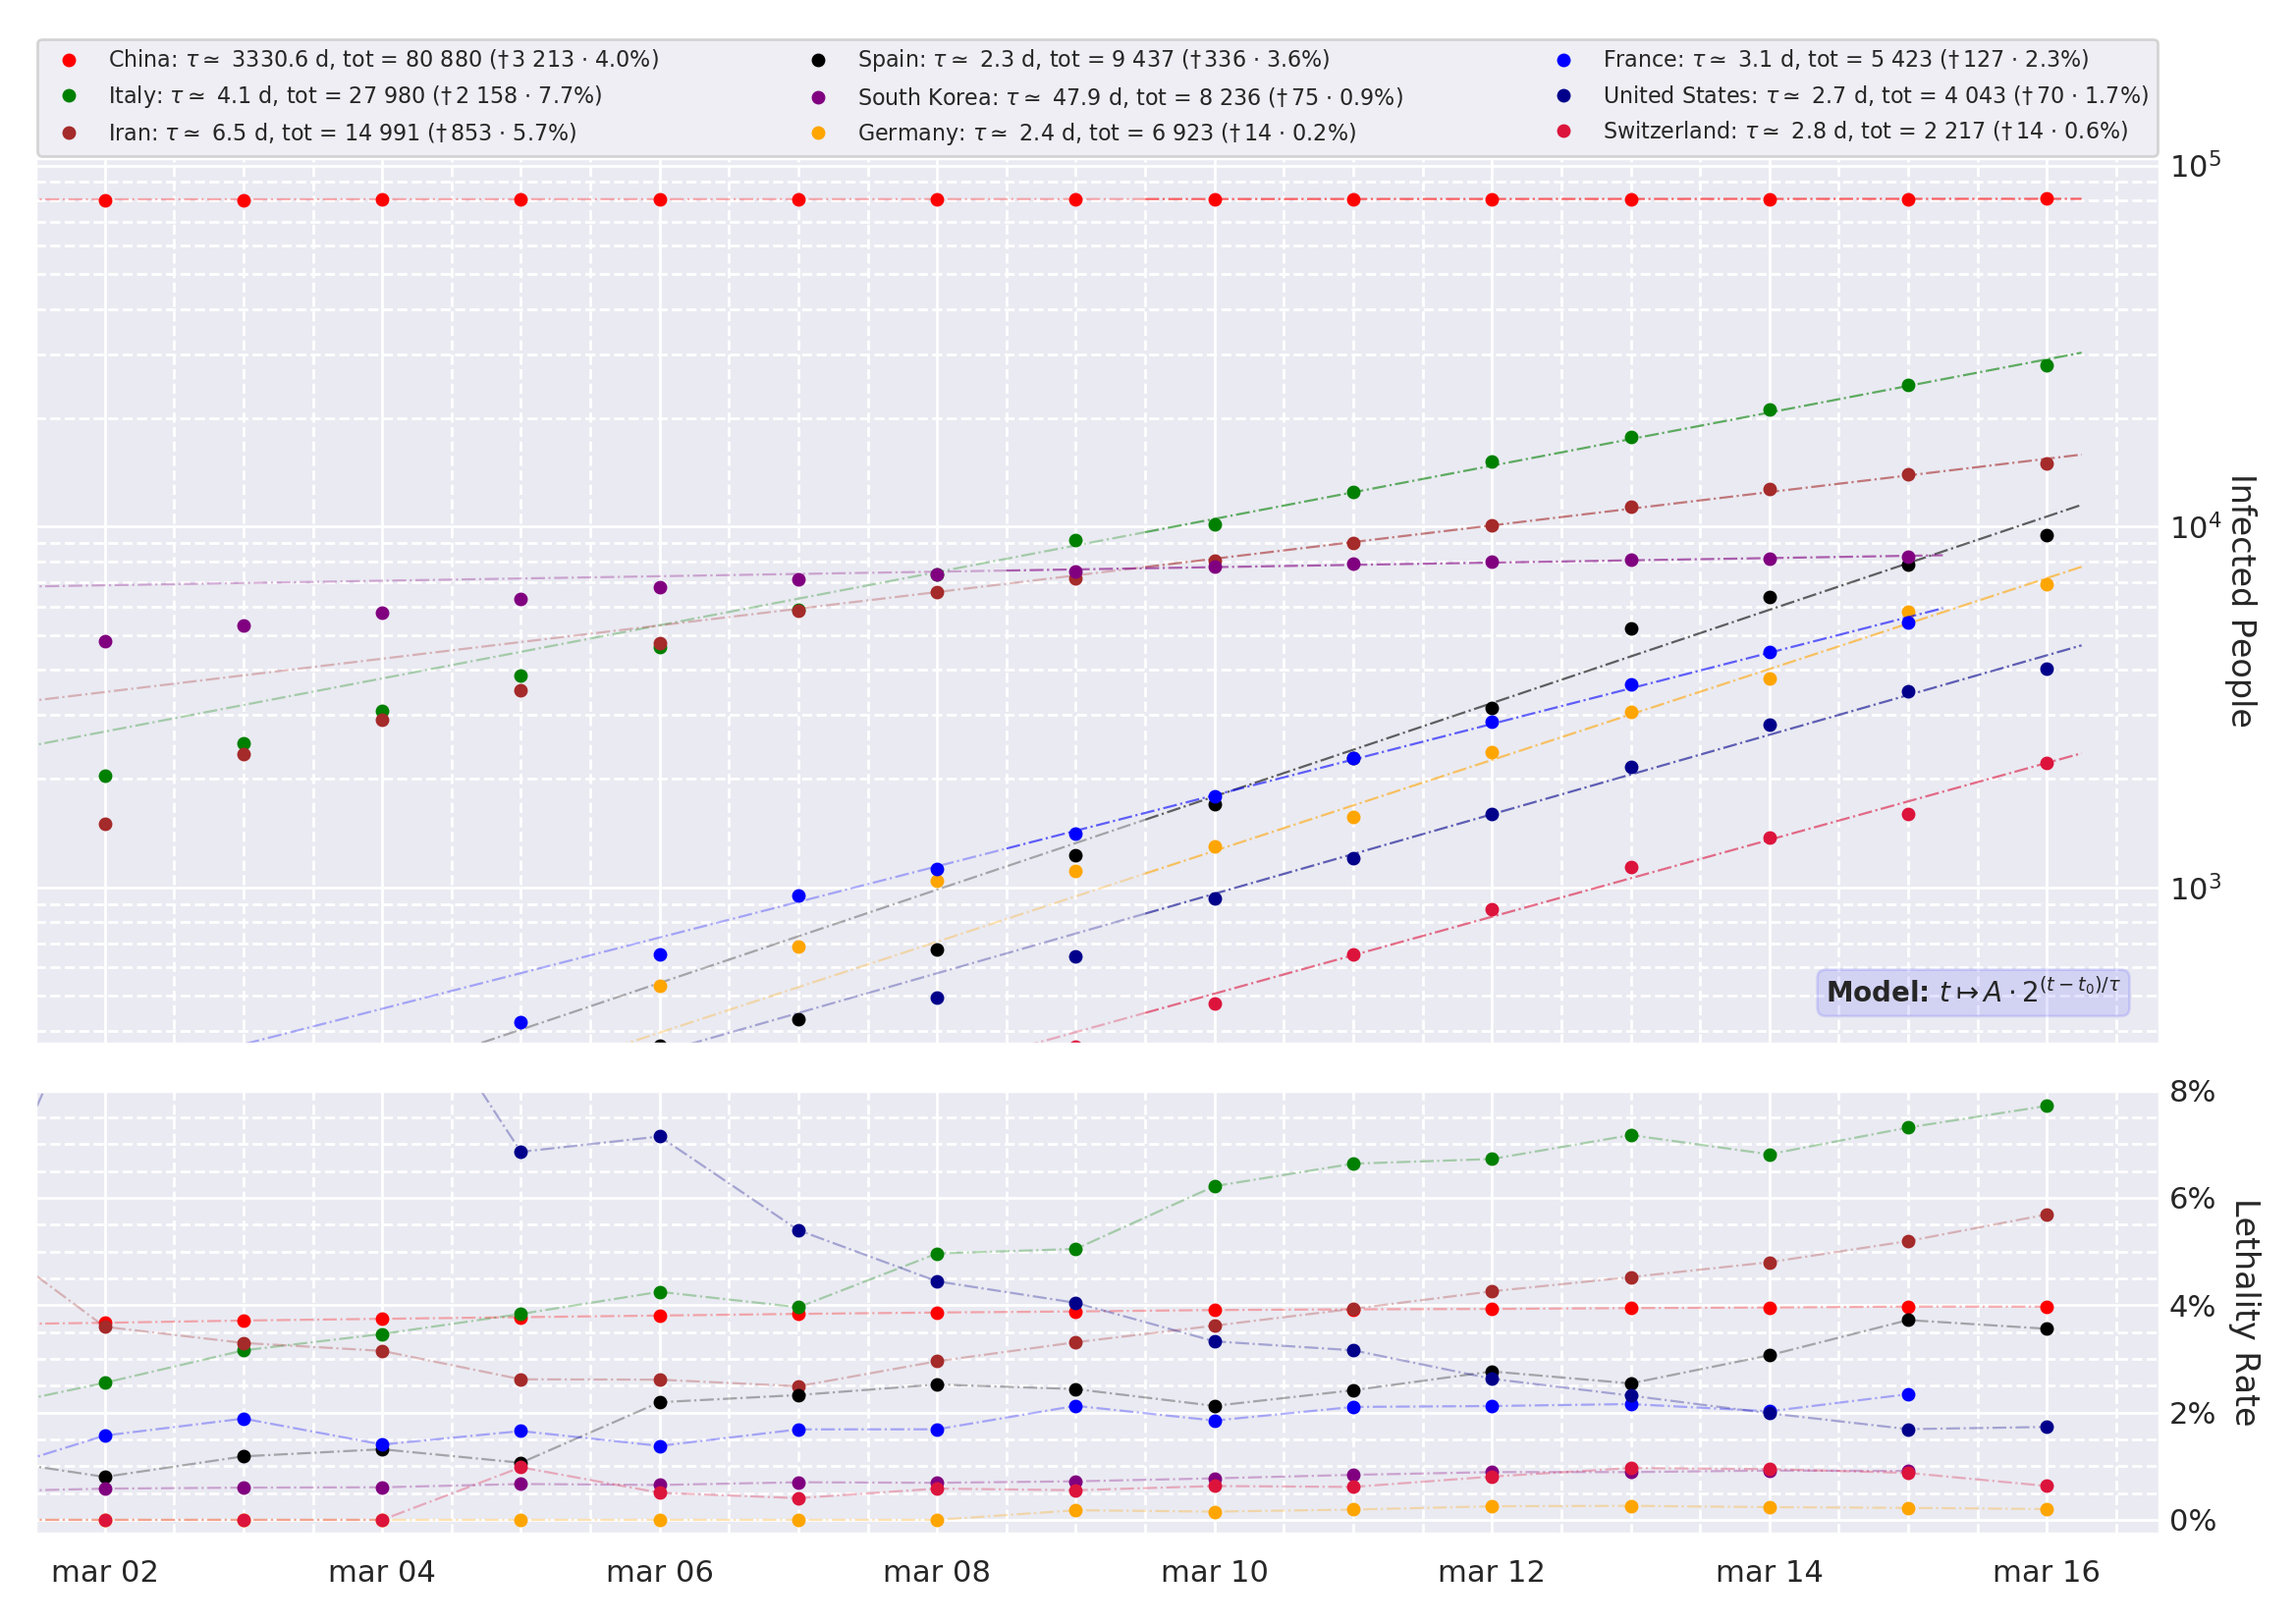 China: τ ≃ 3330.6 d, tot = 80 880 (†3 213 · 4.0%)
Italy: τ ≃ 4.1 d, tot = 27 980 (†2 158 · 7.7%)
Iran: τ ≃ 6.5 d, tot = 14 991 (†853 · 5.7%)
Spain: τ ≃ 2.3 d, tot = 9 437 (†336 · 3.6%)
South Korea: τ ≃ 47.9 d, tot = 8 236 (†75 · 0.9%)
Germany: τ ≃ 2.4 d, tot = 6 923 (†14 · 0.2%)
France: τ ≃ 3.1 d, tot = 5 423 (†127 · 2.3%)
United States: τ ≃ 2.7 d, tot = 4 043 (†70 · 1.7%)
Switzerland: τ ≃ 2.8 d, tot = 2 217 (†14 · 0.6%)
10⁵
10⁴
10³
Infected People
Model: t ↦ A · 2^{(t − t₀)/τ}
8%
6%
4%
2%
0%
Lethality Rate
mar 02 mar 04 mar 06 mar 08 mar 10 mar 12 mar 14 mar 16